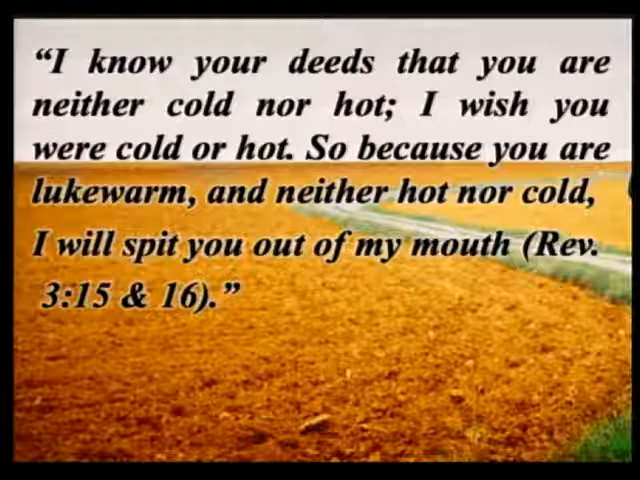 “I know your deeds that you are
neither cold nor hot; I wish you
were cold or hot. So because you are
lukewarm, and neither hot nor cold,
I will spit you out of my mouth (Rev.
3:15 & 16).”